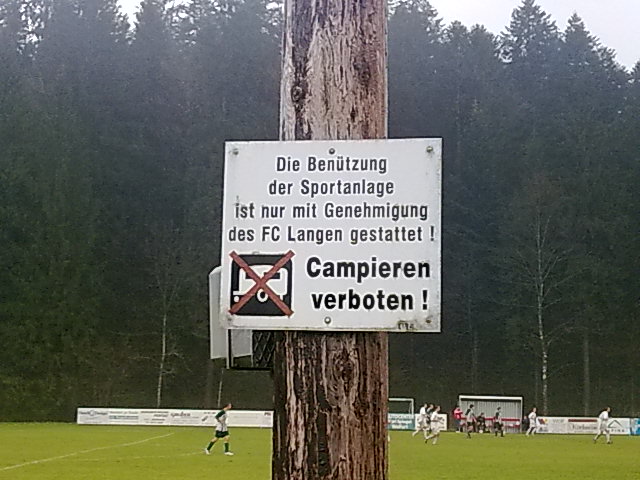 Die Benützung
der Sportanlage
ist nur mit Genehmigung
des FC Langen gestattet !
Campieren
verboten !